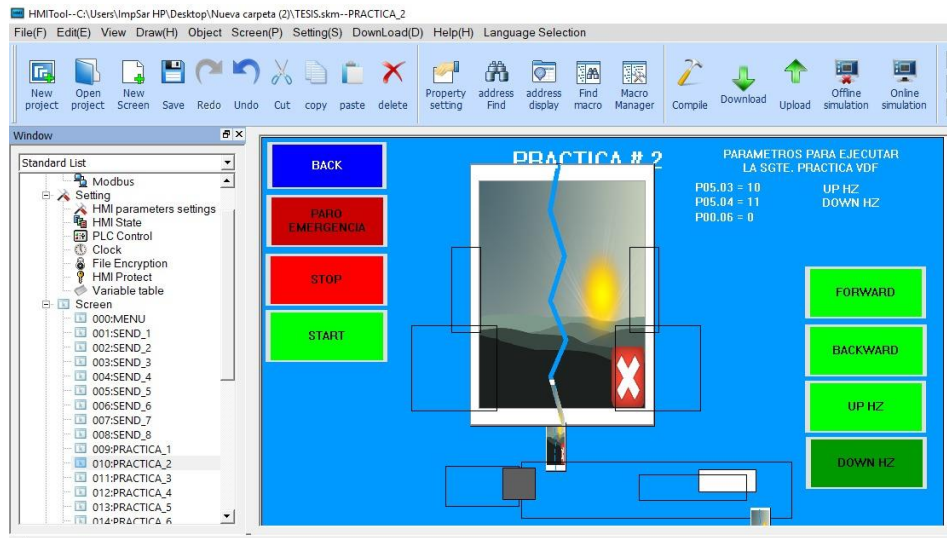 HMITool--C:\Users\ImpSar HP\Desktop\Nueva carpeta (2)\TESIS.skm--PRACTICA_2
File(F) Edit(E) View Draw(H) Object Screen(P) Setting(S) DownLoad(D) Help(H) Language Selection
New project
Open project
New Screen
Save
Redo
Undo
Cut
copy
paste
delete
Property setting
address Find
address display
Find macro
Macro Manager
Compile
Download
Upload
Offline simulation
Online simulation
Window
Standard List
Modbus
Setting
HMI parameters settings
HMI State
PLC Control
Clock
File Encryption
HMI Protect
Variable table
Screen
000:MENU
001:SEND_1
002:SEND_2
003:SEND_3
004:SEND_4
005:SEND_5
006:SEND_6
007:SEND_7
008:SEND_8
009:PRACTICA_1
010:PRACTICA_2
011:PRACTICA_3
012:PRACTICA_4
013:PRACTICA_5
014:PRACTICA_6
BACK
PARO
EMERGENCIA
STOP
START
PRACTICA # 2
PARAMETROS PARA EJECUTAR
LA SGTE. PRACTICA VDF
P05.03 = 10 UP HZ
P05.04 = 11 DOWN HZ
P00.06 = 0
FORWARD
BACKWARD
UP HZ
DOWN HZ